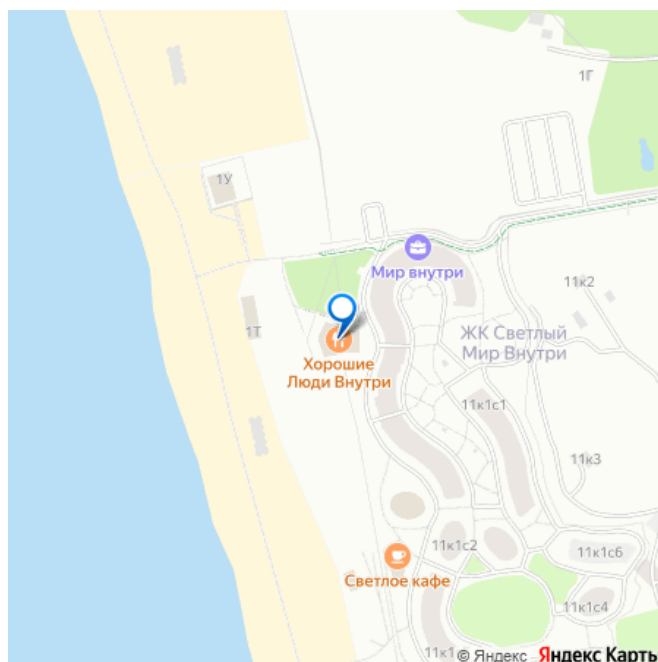 1Г
1У
Мир внутри
11к2
1Т
ЖК Светлый
Мир Внутри
Хорошие
Люди Внутри
11к1с1
11к3
11к1с2
11к1с6
Светлое кафе
11к1с4
11к1
© Яндекс Яндекс Карты